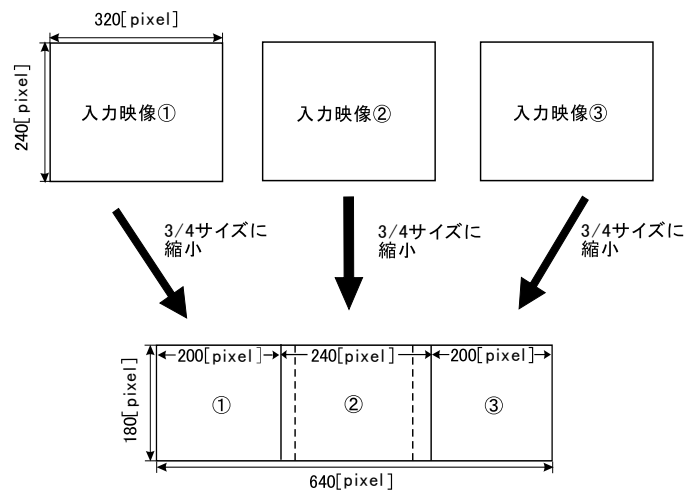 320[pixel]
240[pixel]
入力映像①
入力映像②
入力映像③
3/4サイズに
縮小
3/4サイズに
縮小
3/4サイズに
縮小
200[pixel]
240[pixel]
200[pixel]
180[pixel]
①
②
③
640[pixel]